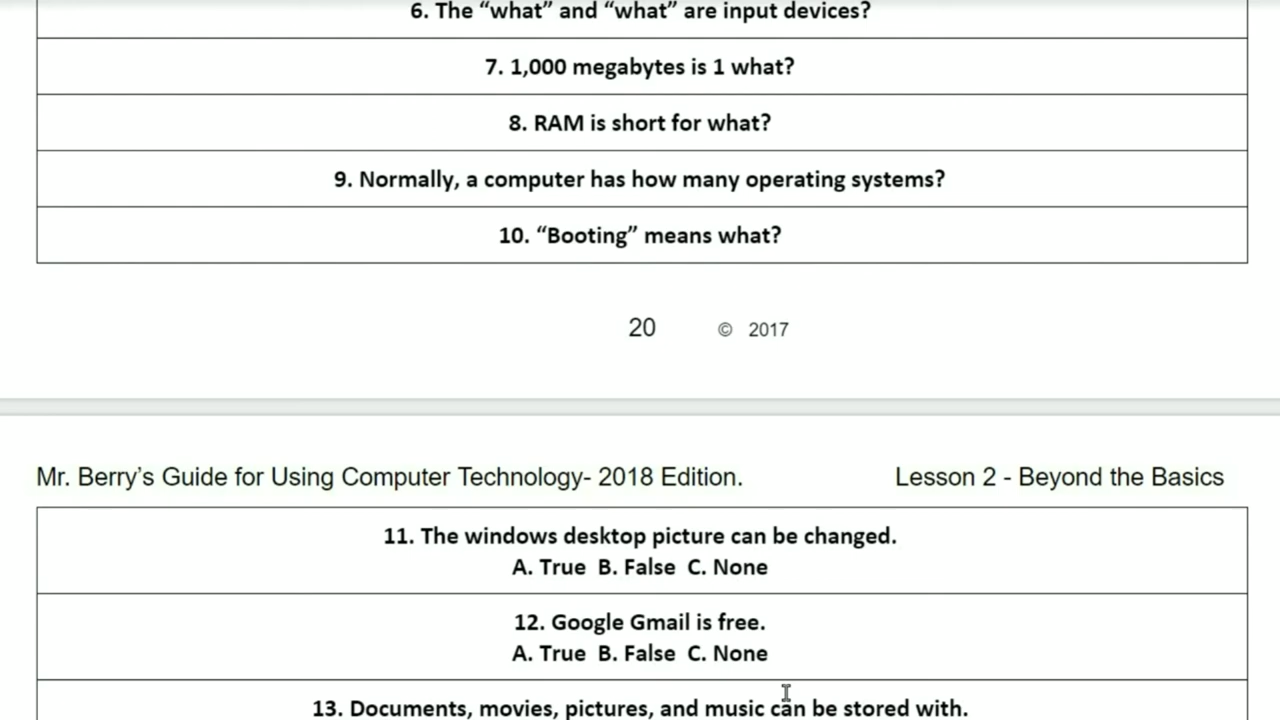 6. The “what” and “what” are input devices?
7. 1,000 megabytes is 1 what?
8. RAM is short for what?
9. Normally, a computer has how many operating systems?
10. “Booting” means what?
20 © 2017
Mr. Berry’s Guide for Using Computer Technology- 2018 Edition. Lesson 2 - Beyond the Basics
11. The windows desktop picture can be changed.
A. True B. False C. None
12. Google Gmail is free.
A. True B. False C. None
13. Documents, movies, pictures, and music can be stored with.